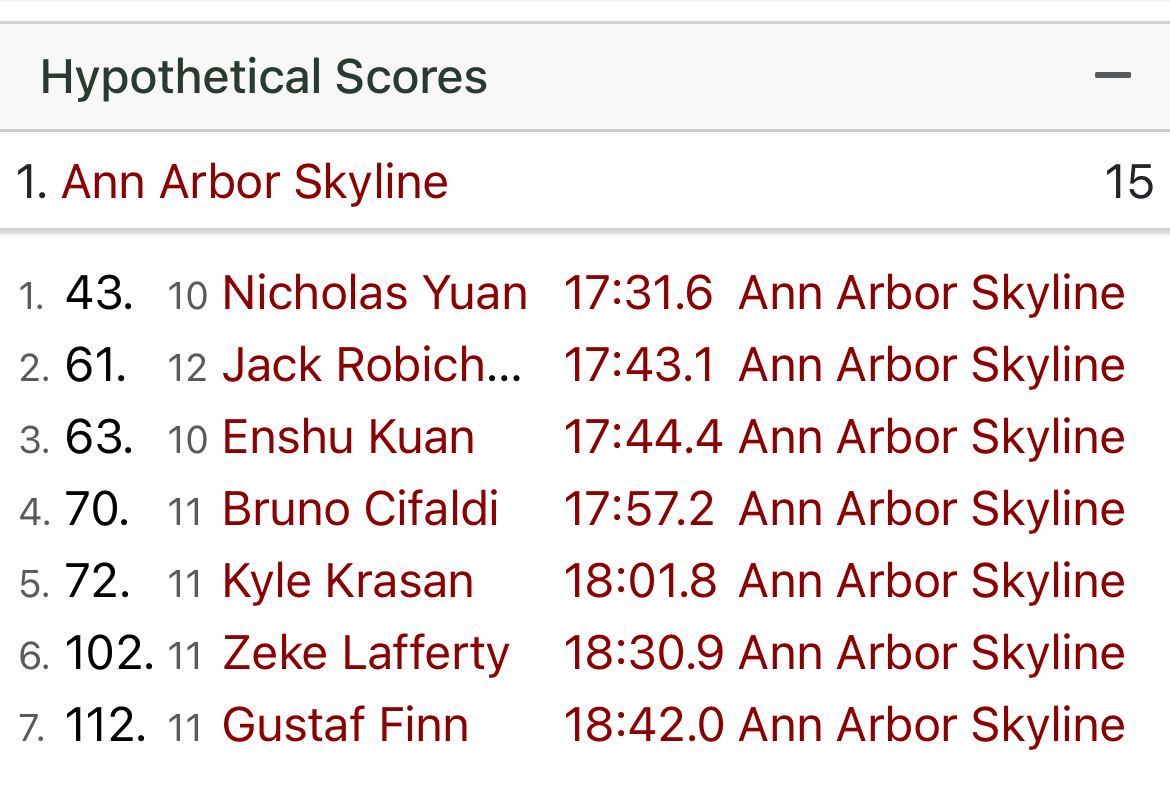 Hypothetical Scores
1. Ann Arbor Skyline 15
1. 43. 10 Nicholas Yuan 17:31.6 Ann Arbor Skyline
2. 61. 12 Jack Robich... 17:43.1 Ann Arbor Skyline
3. 63. 10 Enshu Kuan 17:44.4 Ann Arbor Skyline
4. 70. 11 Bruno Cifaldi 17:57.2 Ann Arbor Skyline
5. 72. 11 Kyle Krasan 18:01.8 Ann Arbor Skyline
6. 102. 11 Zeke Lafferty 18:30.9 Ann Arbor Skyline
7. 112. 11 Gustaf Finn 18:42.0 Ann Arbor Skyline